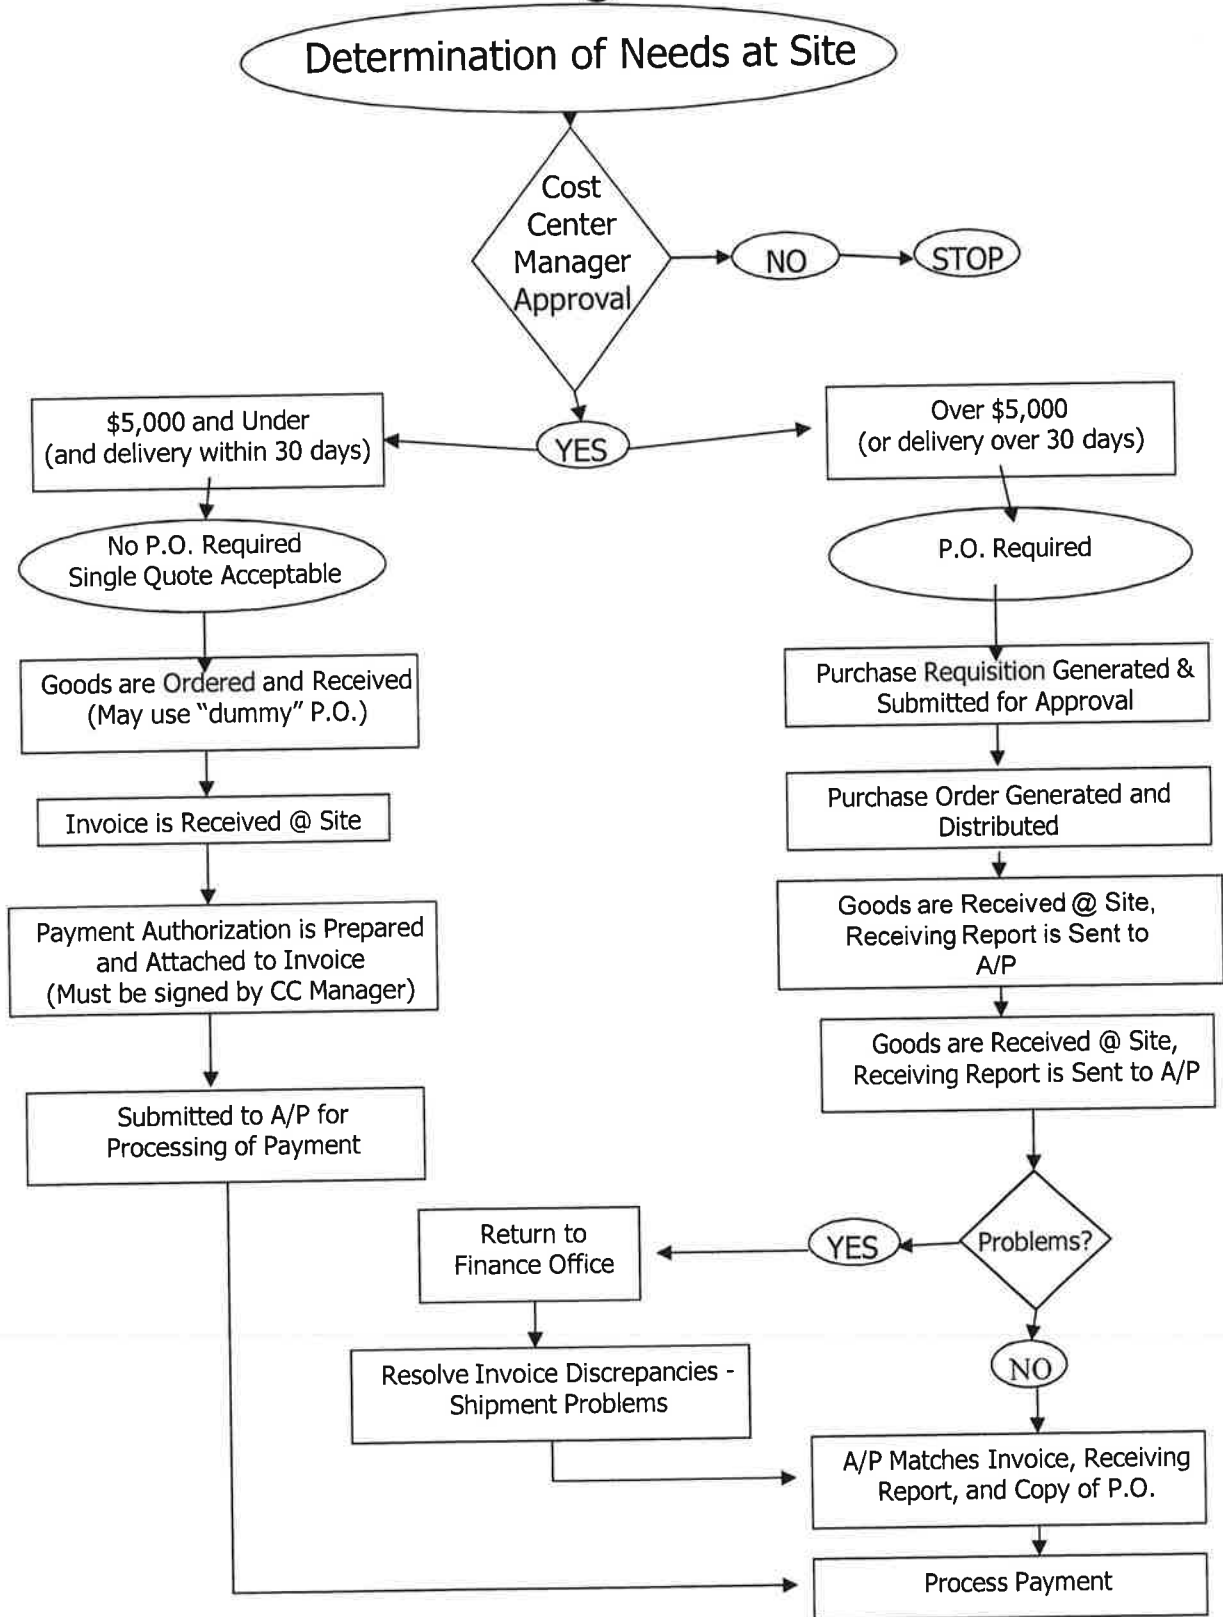 Determination of Needs at Site
Cost
Center
Manager
Approval
NO
STOP
YES
$5,000 and Under
(and delivery within 30 days)
No P.O. Required
Single Quote Acceptable
Goods are Ordered and Received
(May use “dummy” P.O.)
Invoice is Received @ Site
Payment Authorization is Prepared
and Attached to Invoice
(Must be signed by CC Manager)
Submitted to A/P for
Processing of Payment
Over $5,000
(or delivery over 30 days)
P.O. Required
Purchase Requisition Generated &
Submitted for Approval
Purchase Order Generated and
Distributed
Goods are Received @ Site,
Receiving Report is Sent to
A/P
Goods are Received @ Site,
Receiving Report is Sent to A/P
Problems?
YES
Return to
Finance Office
Resolve Invoice Discrepancies -
Shipment Problems
NO
A/P Matches Invoice, Receiving
Report, and Copy of P.O.
Process Payment